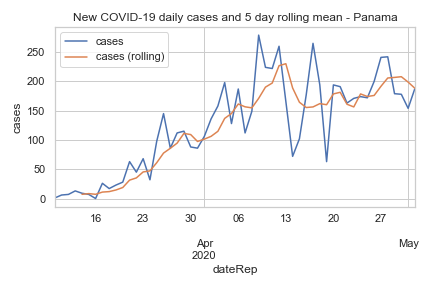 New COVID-19 daily cases and 5 day rolling mean - Panama
cases
cases (rolling)
cases
250
200
150
100
50
0
16 23 30 06 13 20 27
Apr May
2020
dateRep